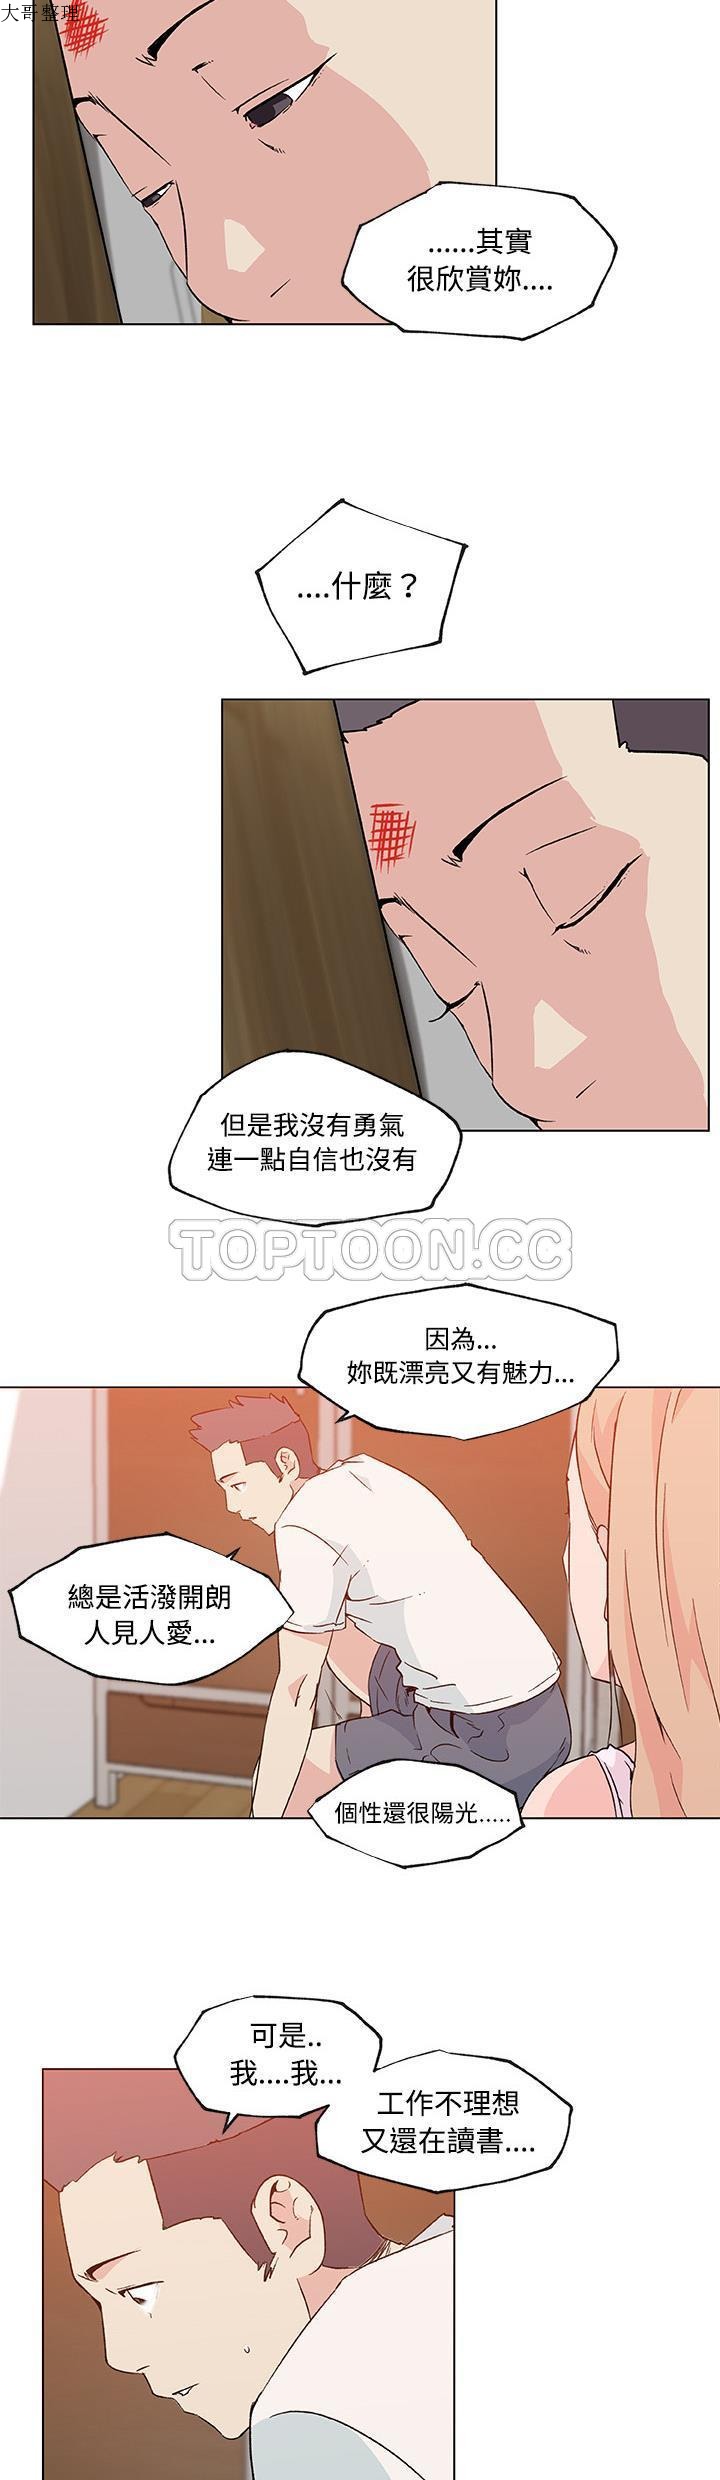 大哥整理
......其實
很欣賞妳....
....什麼？
但是我沒有勇氣
連一點自信也沒有
TOPTOON.CC
因為...
妳既漂亮又有魅力...
總是活潑開朗
人見人愛...
個性還很陽光.....
可是..
我....我...
工作不理想
又還在讀書....